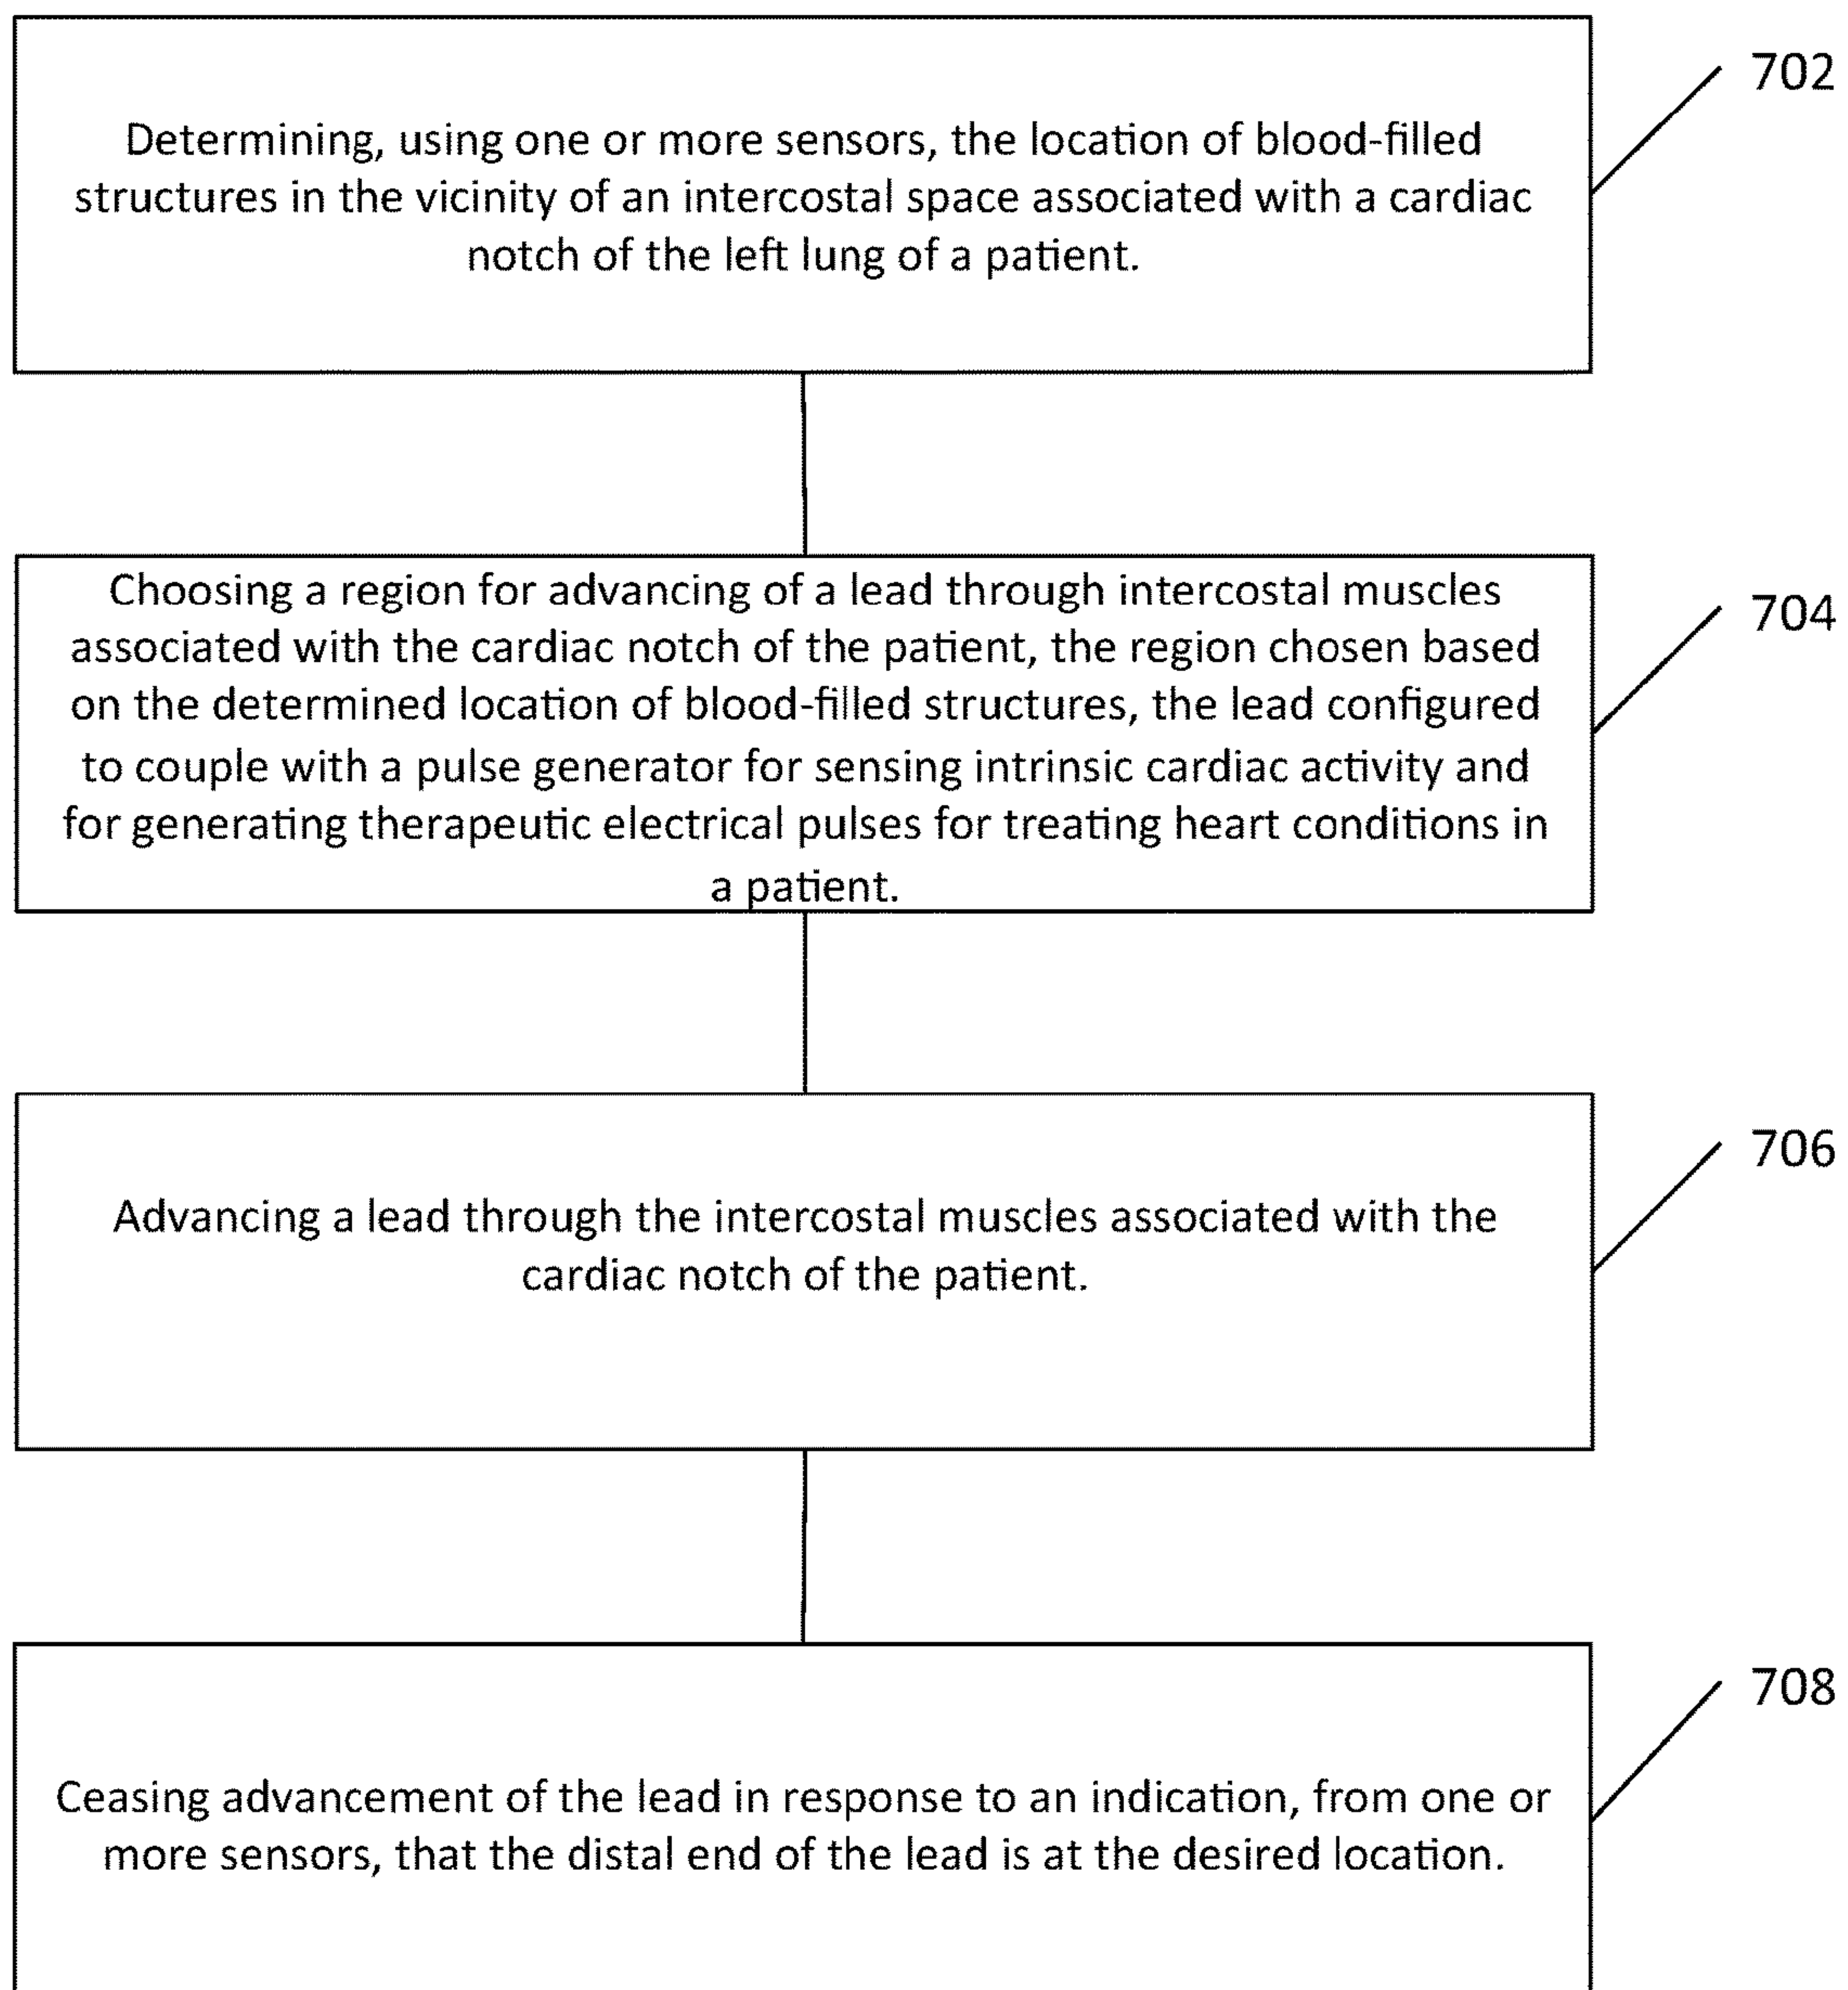 702
Determining, using one or more sensors, the location of blood-filled
structures in the vicinity of an intercostal space associated with a cardiac
notch of the left lung of a patient.
704
Choosing a region for advancing of a lead through intercostal muscles
associated with the cardiac notch of the patient, the region chosen based
on the determined location of blood-filled structures, the lead configured
to couple with a pulse generator for sensing intrinsic cardiac activity and
for generating therapeutic electrical pulses for treating heart conditions in
a patient.
706
Advancing a lead through the intercostal muscles associated with the
cardiac notch of the patient.
708
Ceasing advancement of the lead in response to an indication, from one or
more sensors, that the distal end of the lead is at the desired location.